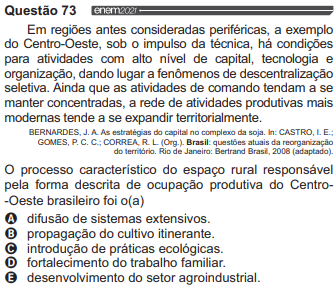 Questão 73 enem2021
Em regiões antes consideradas periféricas, a exemplo
do Centro-Oeste, sob o impulso da técnica, há condições
para atividades com alto nível de capital, tecnologia e
organização, dando lugar a fenômenos de descentralização
seletiva. Ainda que as atividades de comando tendam a se
manter concentradas, a rede de atividades produtivas mais
modernas tende a se expandir territorialmente.
BERNARDES, J. A. As estratégias do capital no complexo da soja. In: CASTRO, I. E.;
GOMES, P. C. C.; CORREA, R. L. (Org.). Brasil: questões atuais da reorganização
do território. Rio de Janeiro: Bertrand Brasil, 2008 (adaptado).
O processo característico do espaço rural responsável
pela forma descrita de ocupação produtiva do Centro-
-Oeste brasileiro foi o(a)
A difusão de sistemas extensivos.
B propagação do cultivo itinerante.
C introdução de práticas ecológicas.
D fortalecimento do trabalho familiar.
E desenvolvimento do setor agroindustrial.